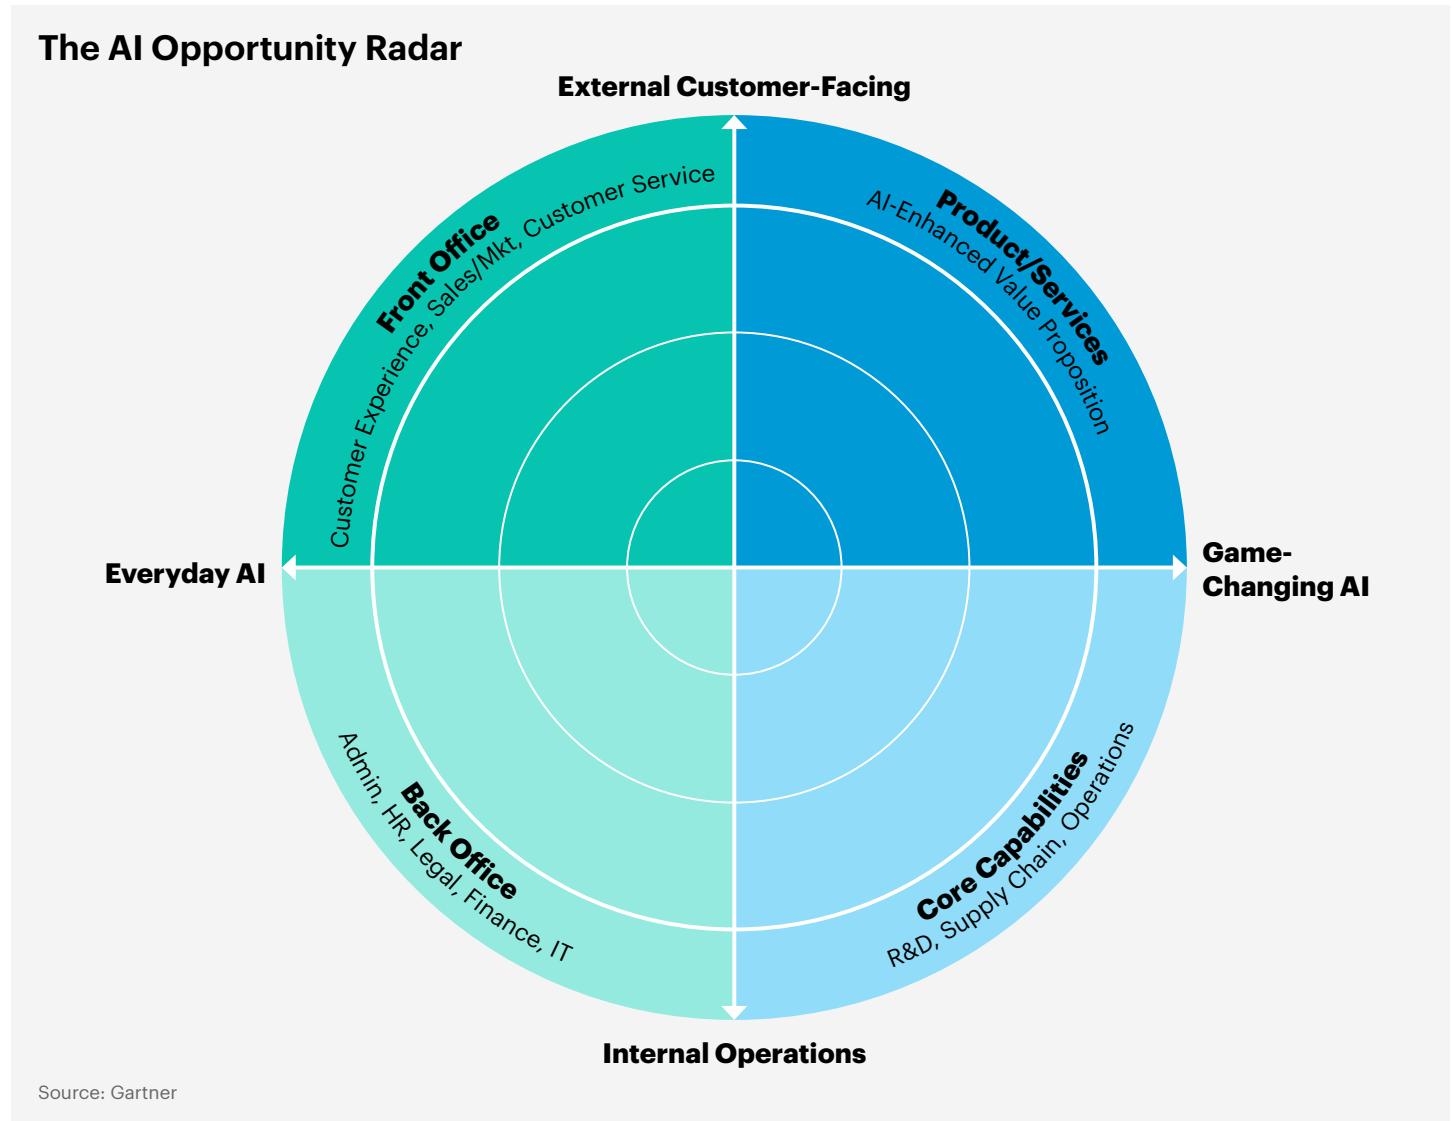 The AI Opportunity Radar
External Customer-Facing
Front Office
Customer Experience, Sales/Mkt, Customer Service
Product/Services
AI-Enhanced Value Proposition
Everyday AI
Game-
Changing AI
Back Office
Admin, HR, Legal, Finance, IT
Core Capabilities
R&D, Supply Chain, Operations
Internal Operations
Source: Gartner